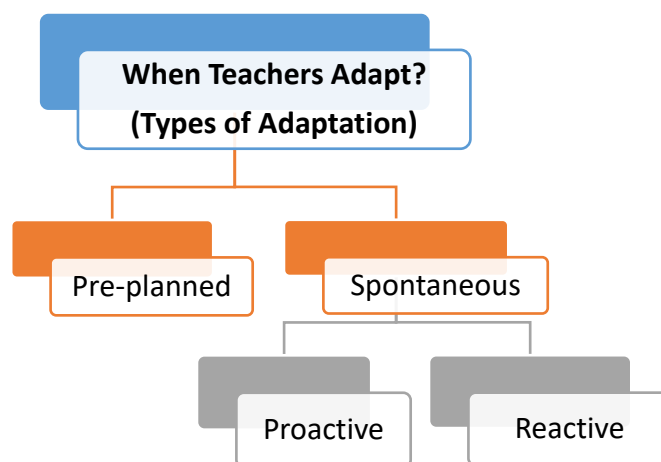 When Teachers Adapt?
(Types of Adaptation)
Pre-planned
Spontaneous
Proactive
Reactive